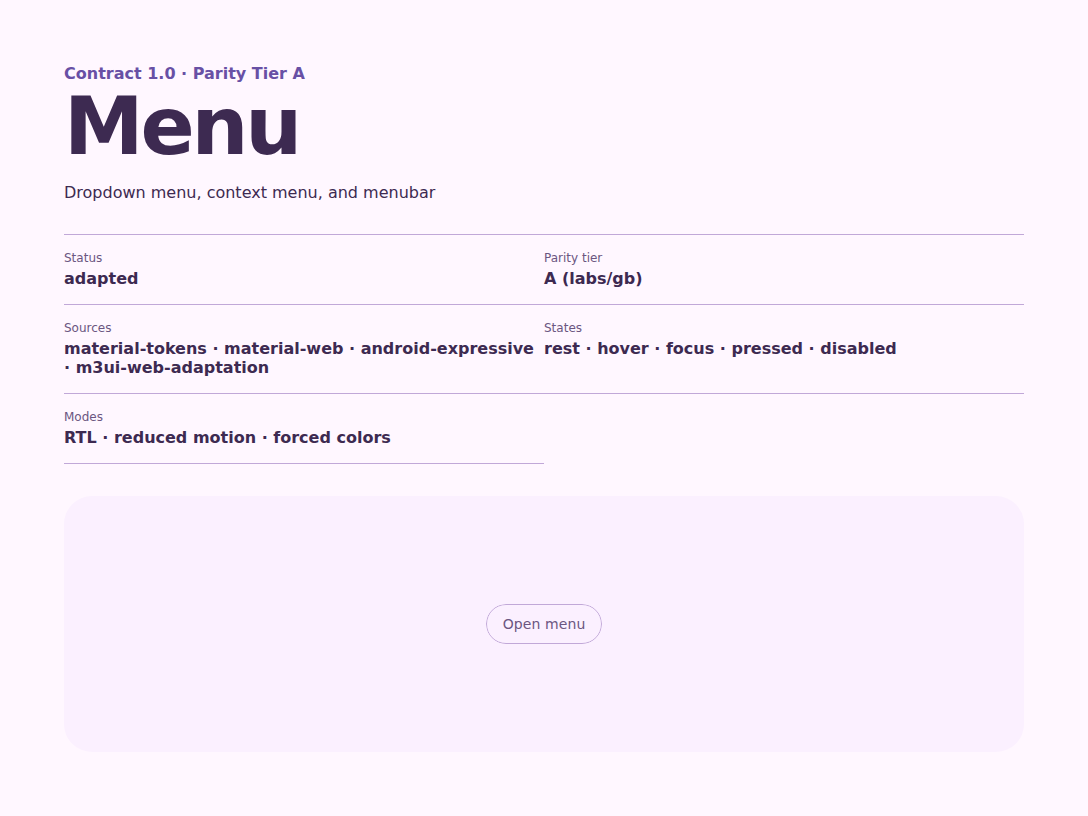 Contract 1.0 · Parity Tier A
Menu
Dropdown menu, context menu, and menubar
Status
adapted
Parity tier
A (labs/gb)
Sources
material-tokens · material-web · android-expressive
· m3ui-web-adaptation
States
rest · hover · focus · pressed · disabled
Modes
RTL · reduced motion · forced colors
Open menu